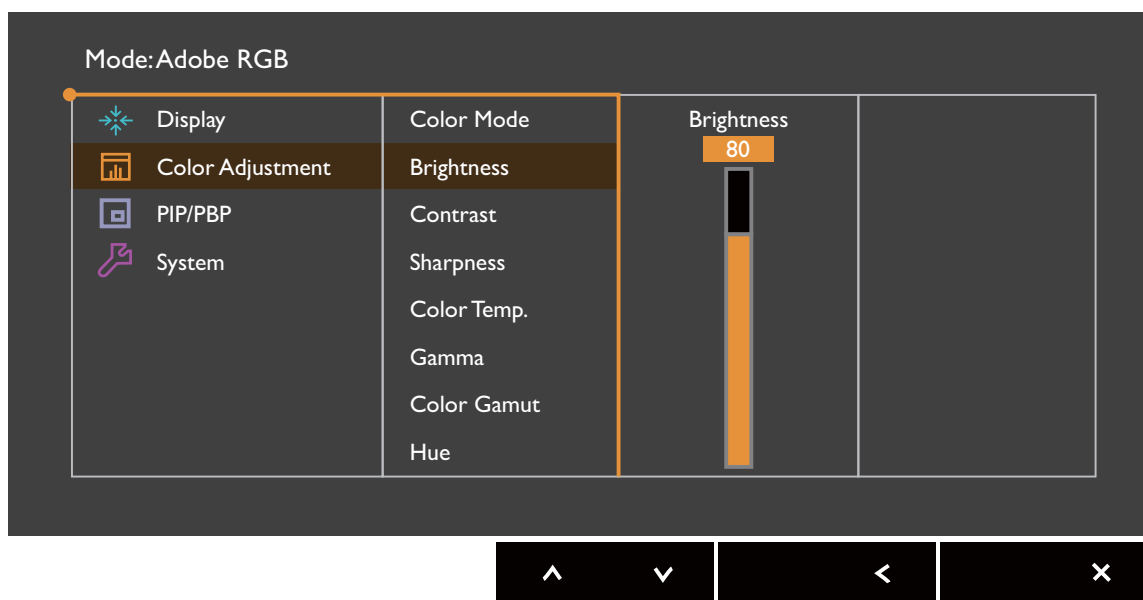 Mode: Adobe RGB
Display
Color Adjustment
PIP/PBP
System
Color Mode
Brightness
Contrast
Sharpness
Color Temp.
Gamma
Color Gamut
Hue
Brightness
80